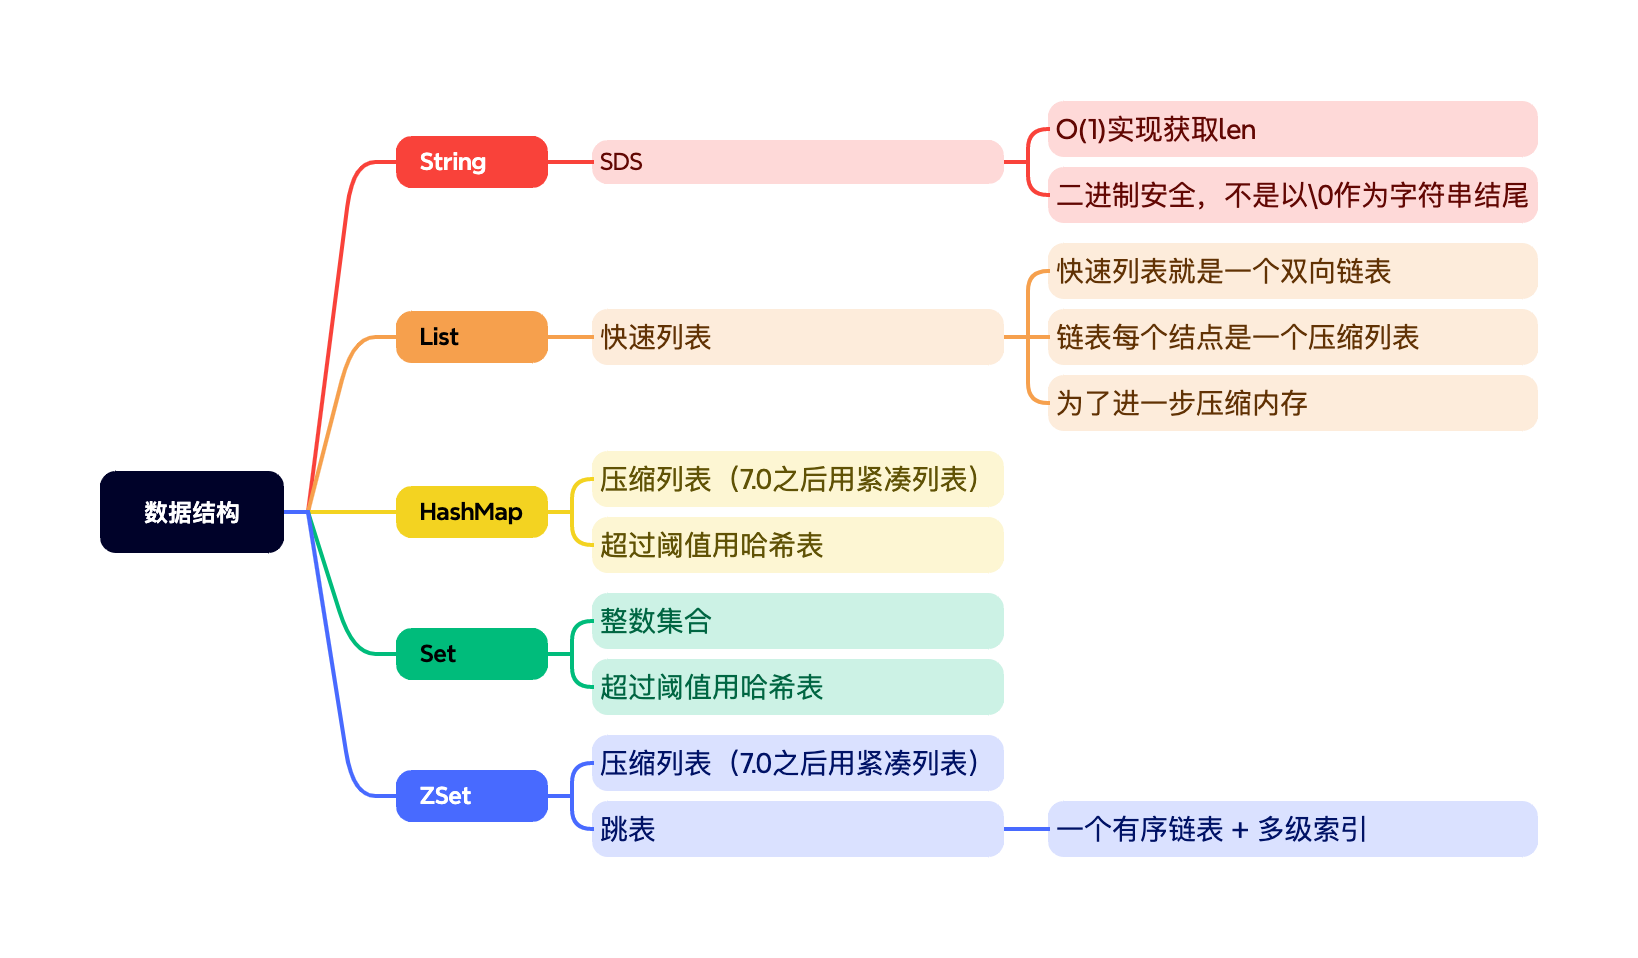 数据结构
String
SDS
O(1)实现获取len
二进制安全，不是以\0作为字符串结尾
List
快速列表
快速列表就是一个双向链表
链表每个结点是一个压缩列表
为了进一步压缩内存
HashMap
压缩列表（7.0之后用紧凑列表）
超过阈值用哈希表
Set
整数集合
超过阈值用哈希表
ZSet
压缩列表（7.0之后用紧凑列表）
跳表
一个有序链表 + 多级索引